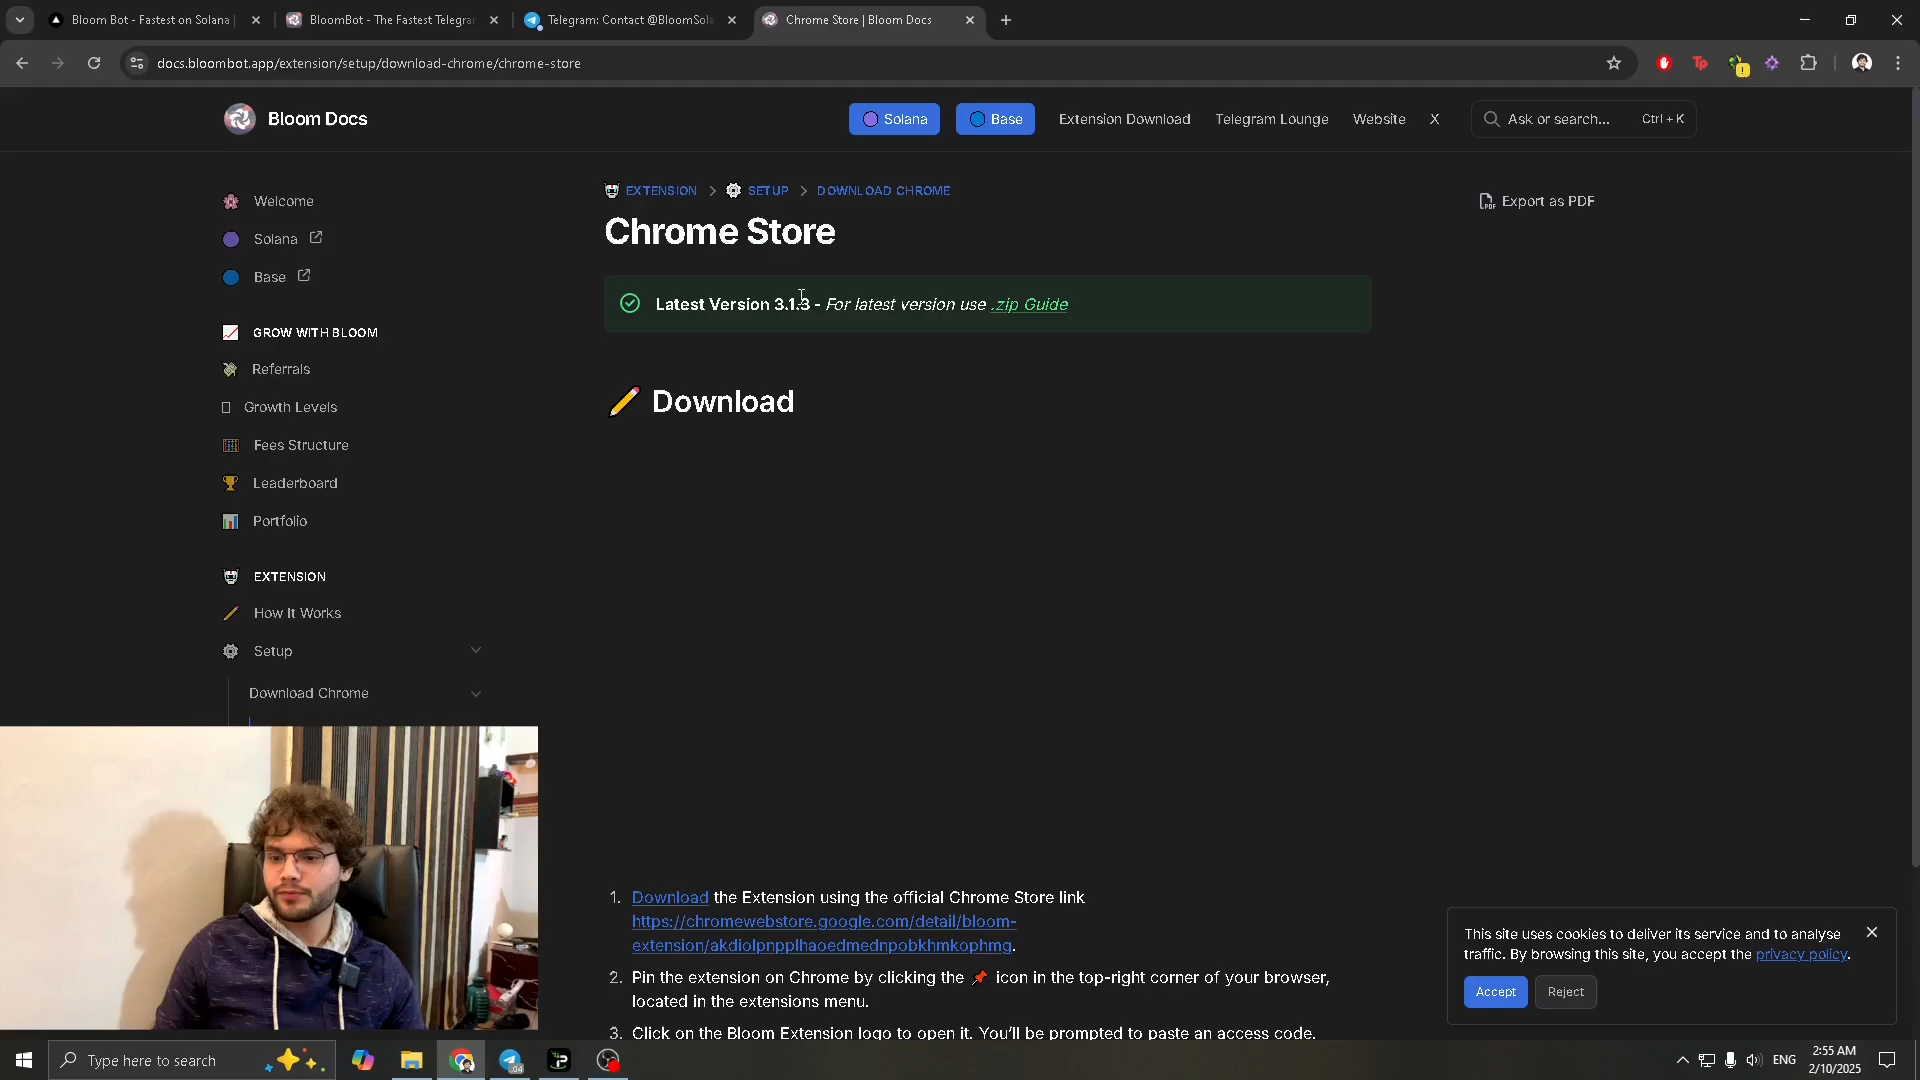 Bloom Bot - Fastest on Solana |
BloomBot - The Fastest Telegra
Telegram: Contact @BloomSola
Chrome Store | Bloom Docs
docs.bloombot.app/extension/setup/download-chrome/chrome-store
Bloom Docs
Solana
Base
Extension Download
Telegram Lounge
Website
X
Ask or search...
Ctrl + K
Welcome
Solana
Base
GROW WITH BLOOM
Referrals
Growth Levels
Fees Structure
Leaderboard
Portfolio
EXTENSION
How It Works
Setup
Download Chrome
EXTENSION > SETUP > DOWNLOAD CHROME
Chrome Store
Latest Version 3.1.3 - For latest version use .zip Guide
Download
1. Download the Extension using the official Chrome Store link
https://chromewebstore.google.com/detail/bloom-
extension/akdiolpnpplhaoedmednpobkhmkophmg.
2. Pin the extension on Chrome by clicking the 📌 icon in the top-right corner of your browser,
located in the extensions menu.
3. Click on the Bloom Extension logo to open it. You'll be prompted to paste an access code.
Export as PDF
This site uses cookies to deliver its service and to analyse
traffic. By browsing this site, you accept the privacy policy.
Accept
Reject
Type here to search
ENG
2:55 AM
2/10/2025